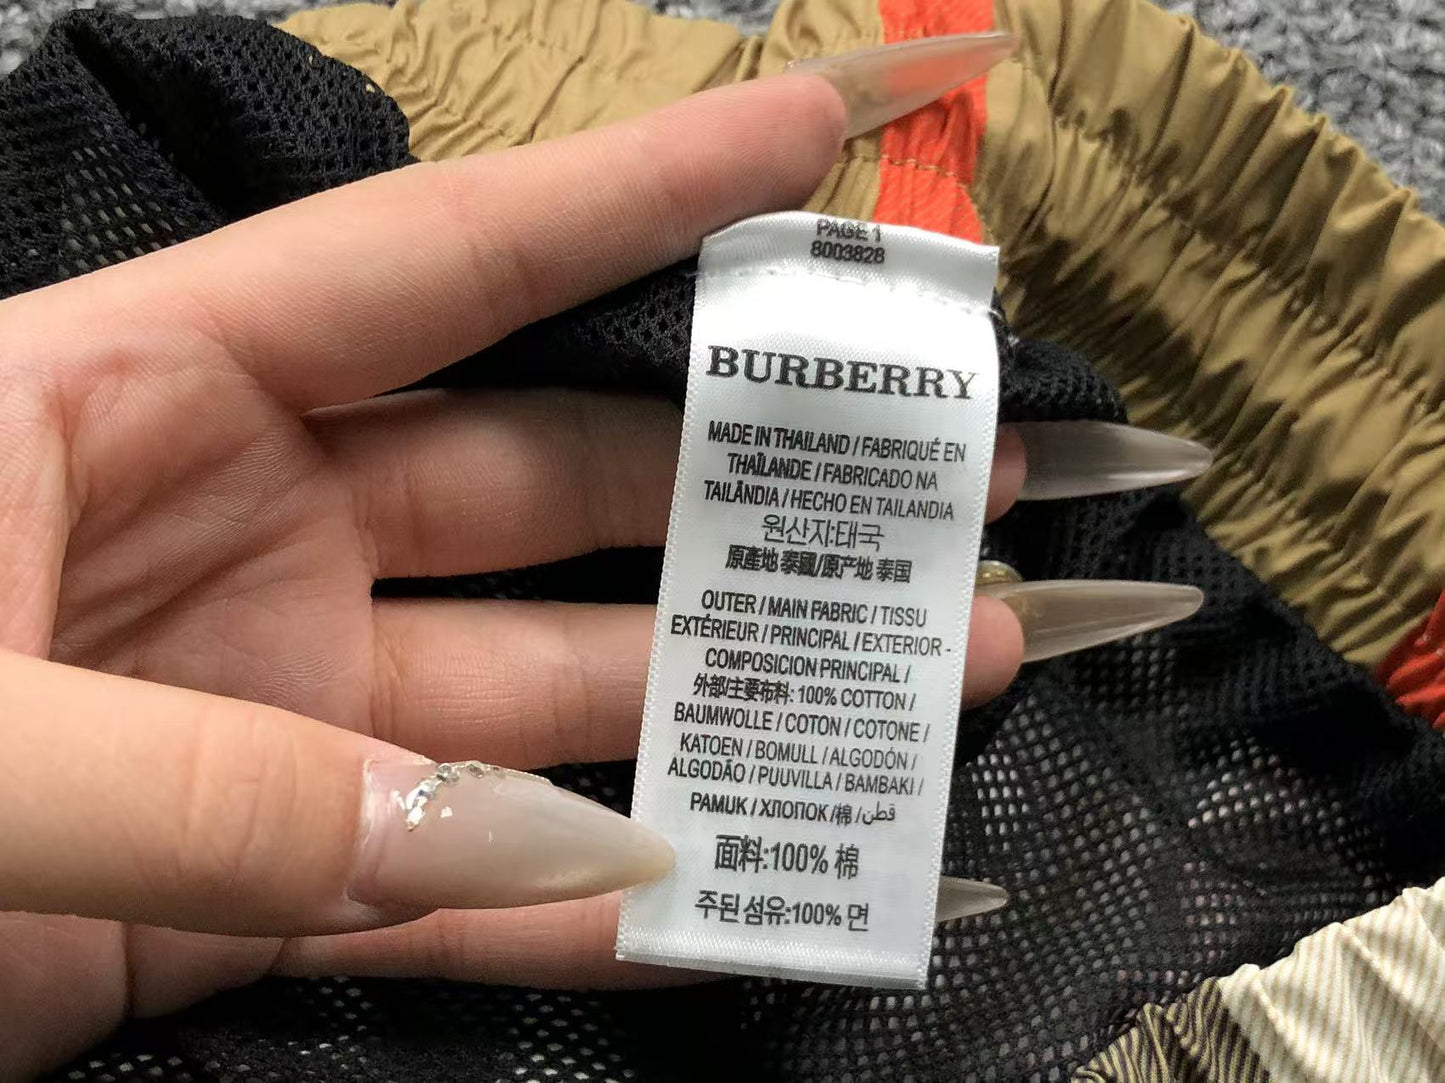 PAGE 1
8003828
BURBERRY
MADE IN THAILAND / FABRIQUÉ EN
THAÏLANDE / FABRICADO NA
TAILÂNDIA / HECHO EN TAILANDIA
원산지:태국
原產地 泰國/原产地 泰国
OUTER / MAIN FABRIC / TISSU
EXTÉRIEUR / PRINCIPAL / EXTERIOR -
COMPOSICION PRINCIPAL /
外部/主要布料: 100% COTTON /
BAUMWOLLE / COTON / COTONE /
KATOEN / BOMULL / ALGODÓN /
ALGODÃO / PUUVILLA / BAMBAKI /
PAMUK / ХЛОПОК /棉 / قطن
面料:100% 棉
주된 섬유:100% 면